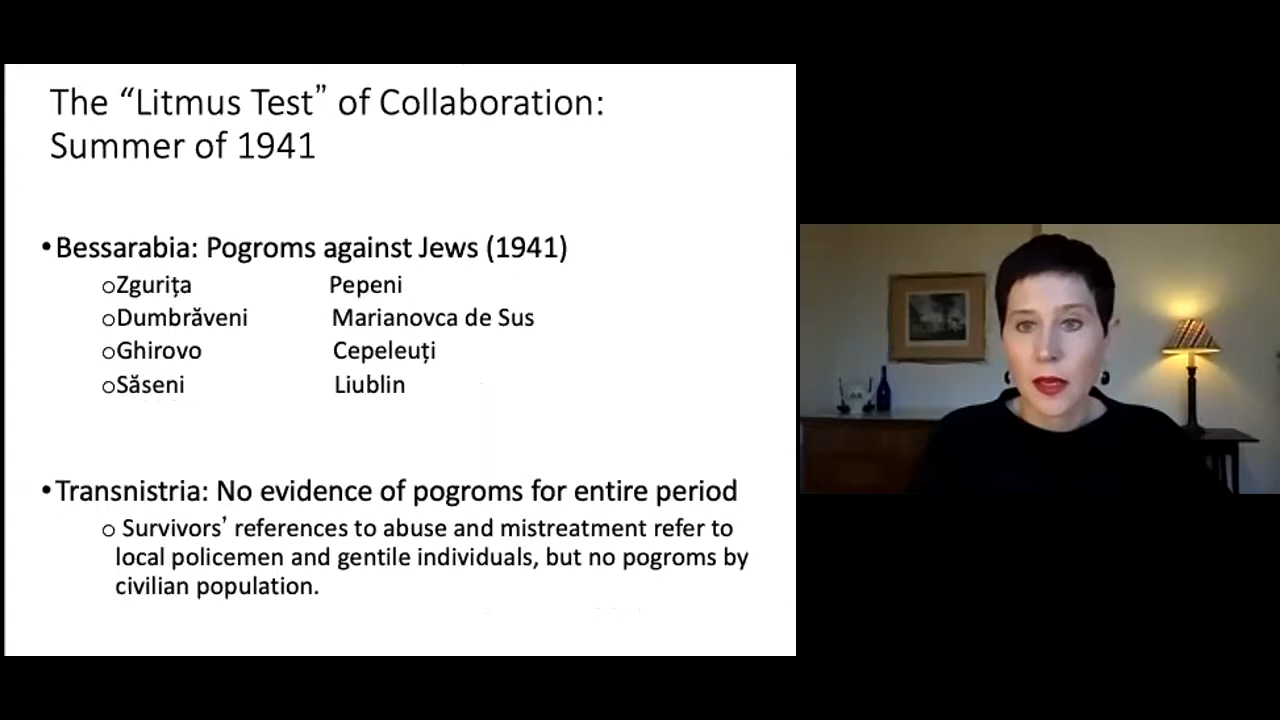 The “Litmus Test” of Collaboration:
Summer of 1941
•Bessarabia: Pogroms against Jews (1941)
oZgurița Pepeni
oDumbrăveni Marianovca de Sus
oGhirovo Cepeleuți
oSăseni Liublin
•Transnistria: No evidence of pogroms for entire period
o Survivors’ references to abuse and mistreatment refer to
local policemen and gentile individuals, but no pogroms by
civilian population.